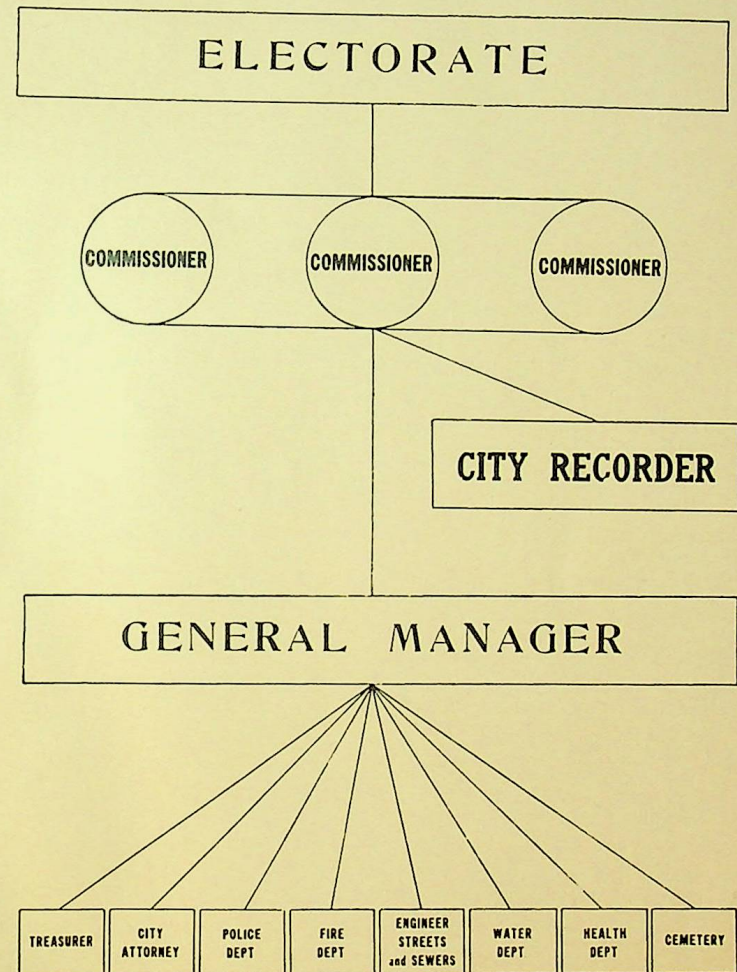 ELECTORATE
COMMISSIONER
COMMISSIONER
COMMISSIONER
CITY RECORDER
GENERAL MANAGER
TREASURER
CITY
ATTORNEY
POLICE
DEPT
FIRE
DEPT
ENGINEER
STREETS
and SEWERS
WATER
DEPT
HEALTH
DEPT
CEMETERY